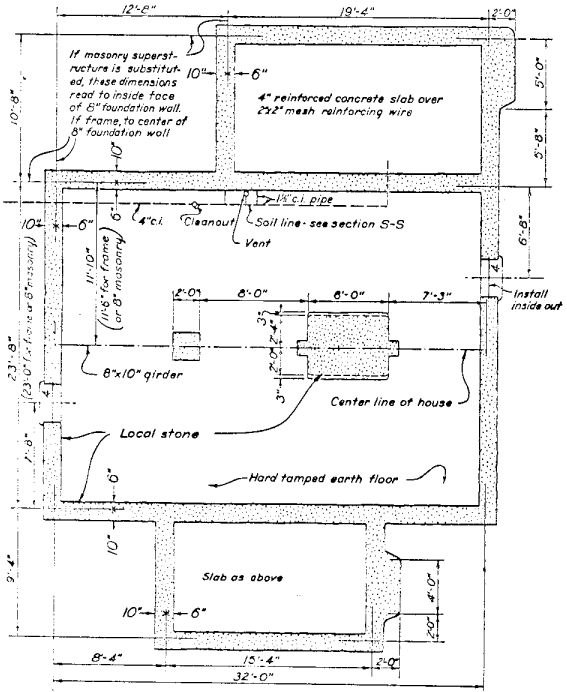 12'-8"
19'-4"
2'-0"
If masonry superst-
ructure is substitut-
ed, these dimensions
read to inside face
of 8" foundation wall.
If frame, to center of
8" foundation wall
10"
6"
4" reinforced concrete slab over
2"x2" mesh reinforcing wire
5'-0"
5'-8"
10'-8"
10"
6"
4" c.i.
Cleanout
1½" c.i. pipe
Soil line - see section S-S
Vent
6'-8"
10"
6"
11'-10"
(11'-6" for frame
or 8" masonry)
4
Install
inside out
2'-0"
8'-0"
6'-0"
7'-3"
3"
2'-4"
2'-0"
3"
8"x10" girder
Center line of house
23'-8"
(23'-0" for frame or 8" masonry)
4
7'-8"
Local stone
Hard tamped earth floor
6"
10"
9'-4"
Slab as above
10"
6"
4'-0"
2'-0"
8'-4"
15'-4"
2'-0"
32'-0"